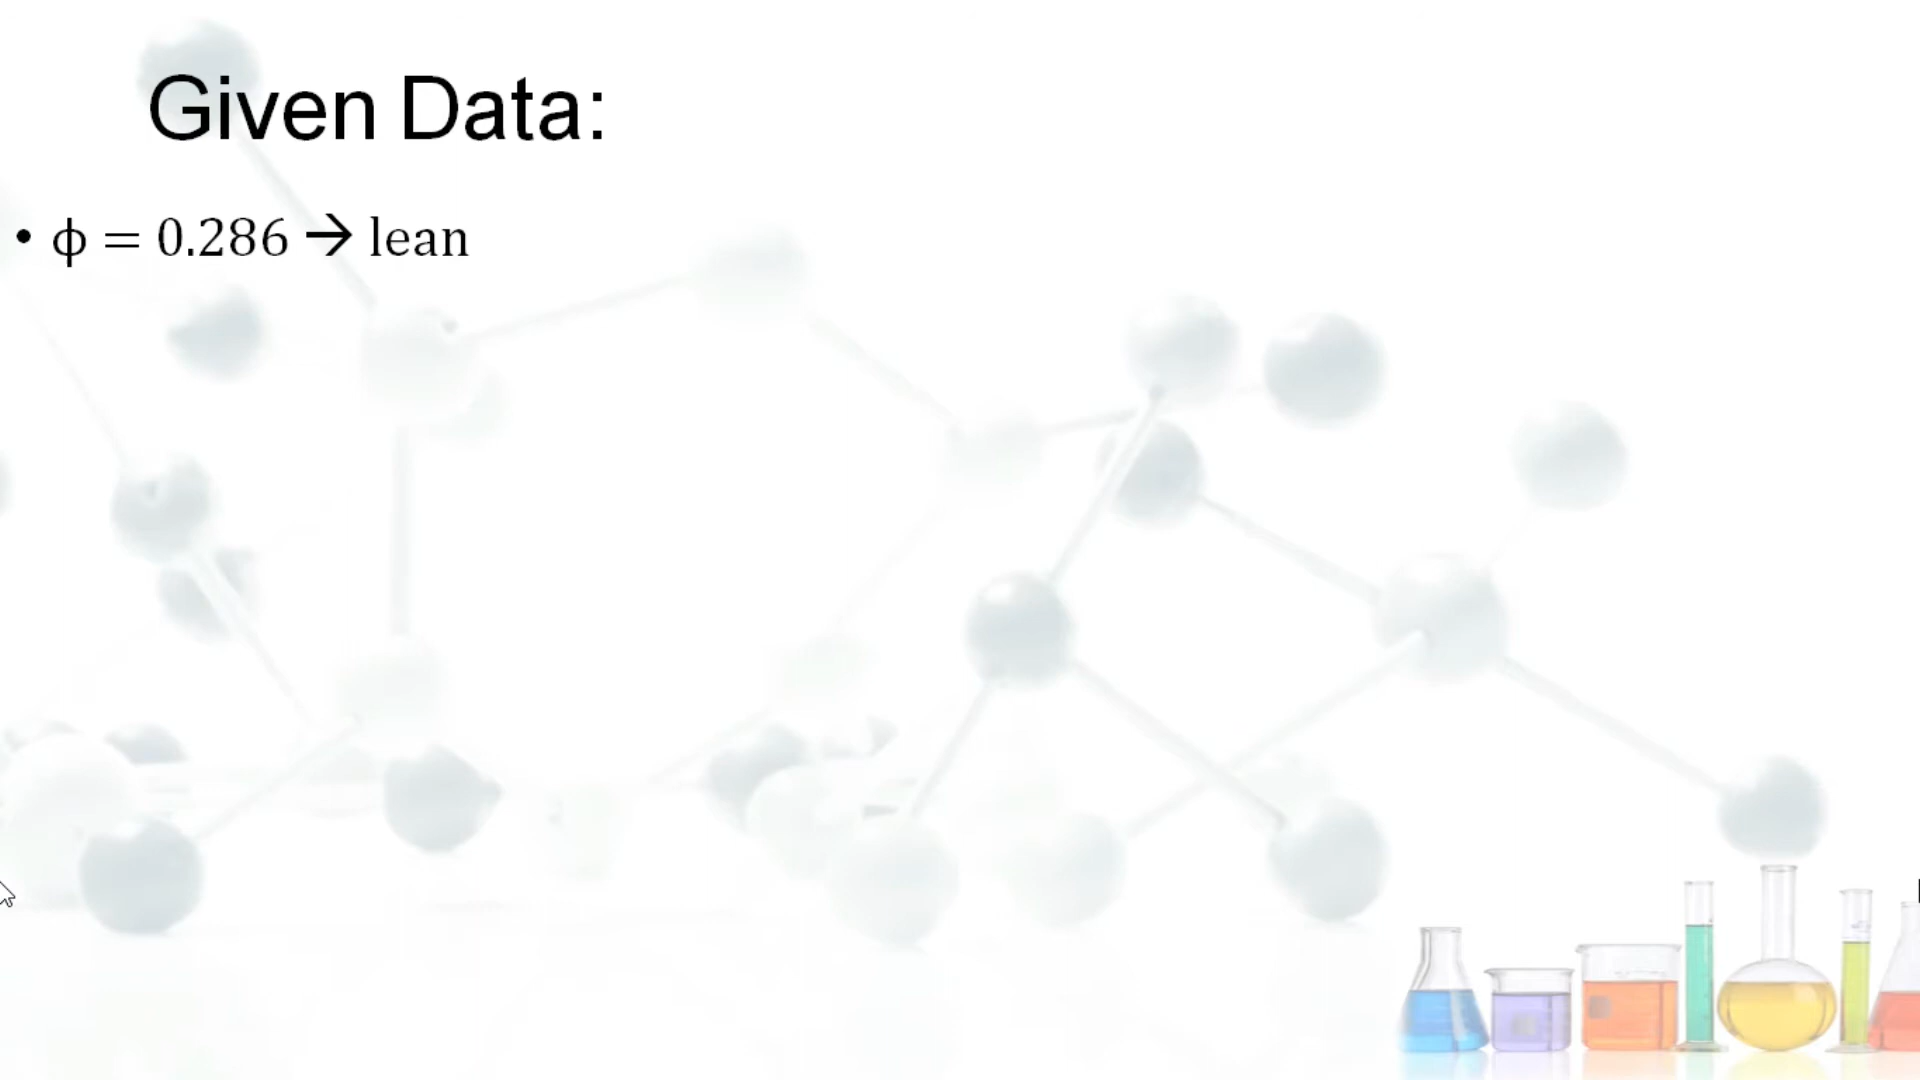 Given Data:
• ϕ = 0.286 → lean